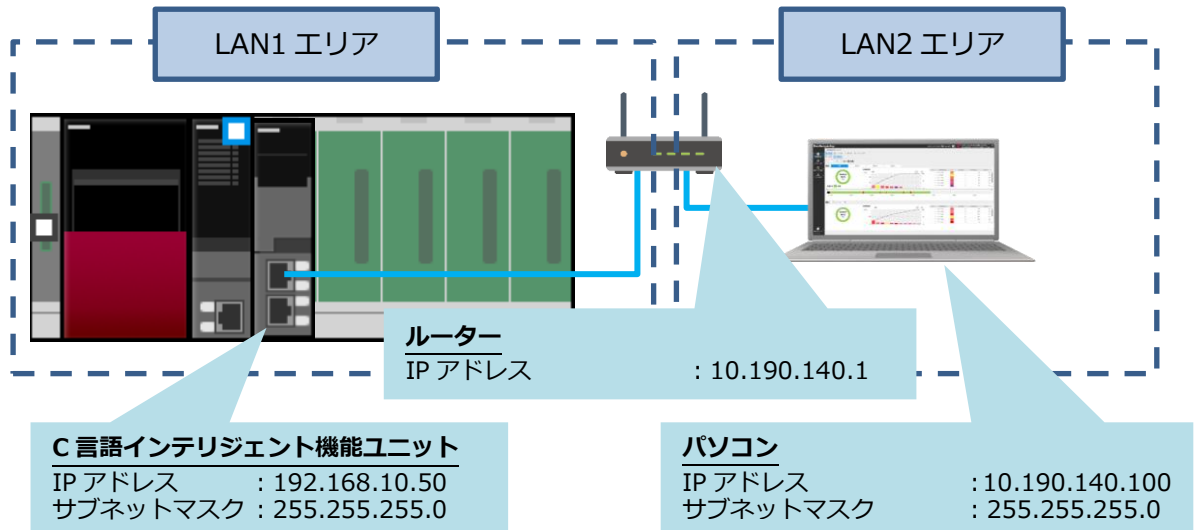 LAN1 エリア
LAN2 エリア
ルーター
IP アドレス : 10.190.140.1
C 言語インテリジェント機能ユニット
IP アドレス : 192.168.10.50
サブネットマスク : 255.255.255.0
パソコン
IP アドレス :10.190.140.100
サブネットマスク : 255.255.255.0